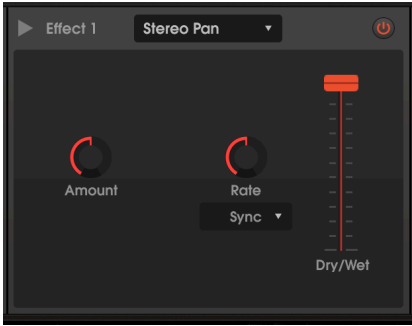 Effect 1
Stereo Pan
Amount
Rate
Sync
Dry/Wet